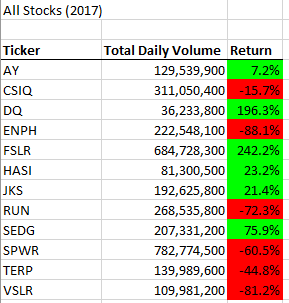 All Stocks (2017)
Ticker Total Daily Volume Return
AY 129,539,900 7.2%
CSIQ 311,050,400 -15.7%
DQ 36,233,800 196.3%
ENPH 222,548,100 -88.1%
FSLR 684,728,300 242.2%
HASI 81,300,500 23.2%
JKS 192,625,800 21.4%
RUN 268,535,800 -72.3%
SEDG 207,331,200 75.9%
SPWR 782,774,500 -60.5%
TERP 139,989,600 -44.8%
VSLR 109,981,200 -81.2%